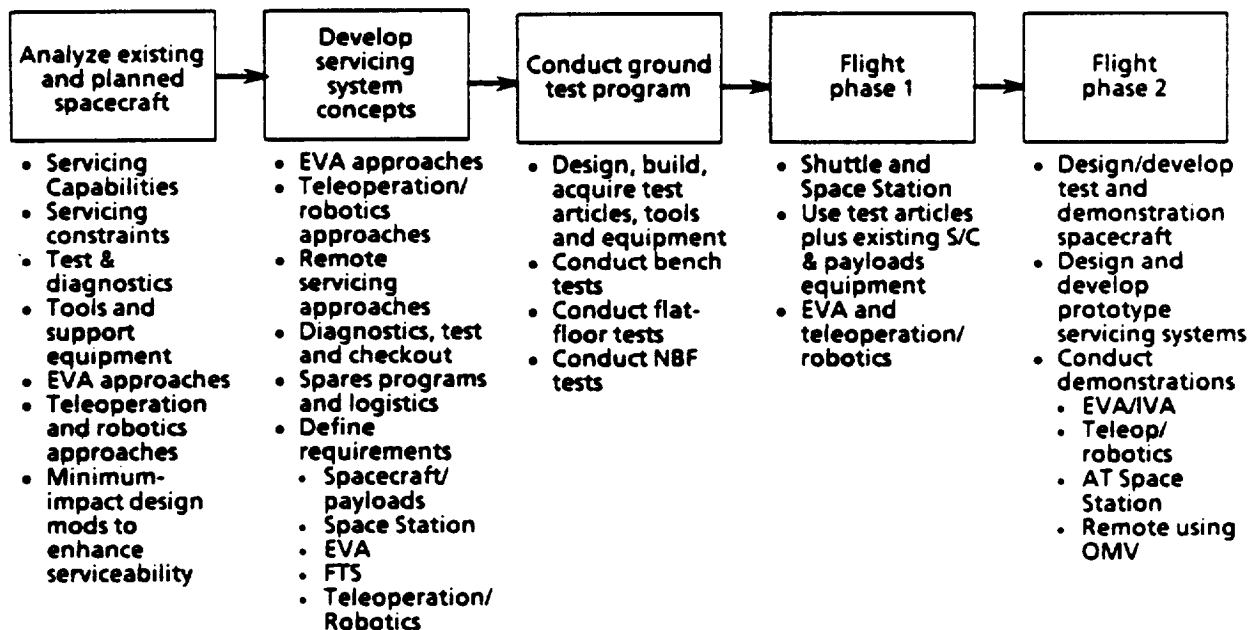 Analyze existing
and planned
spacecraft
Develop
servicing
system
concepts
Conduct ground
test program
Flight
phase 1
Flight
phase 2
• Servicing
Capabilities
• Servicing
constraints
• Test &
diagnostics
• Tools and
support
equipment
• EVA approaches
• Teleoperation
and robotics
approaches
• Minimum-
impact design
mods to
enhance
serviceability
• EVA approaches
• Teleoperation/
robotics
approaches
• Remote
servicing
approaches
• Diagnostics, test
and checkout
• Spares programs
and logistics
• Define
requirements
• Spacecraft/
payloads
• Space Station
• EVA
• FTS
• Teleoperation/
Robotics
• Design, build,
acquire test
articles, tools
and equipment
• Conduct bench
tests
• Conduct flat-
floor tests
• Conduct NBF
tests
• Shuttle and
Space Station
• Use test articles
plus existing S/C
& payloads
equipment
• EVA and
teleoperation/
robotics
• Design/develop
test and
demonstration
spacecraft
• Design and
develop
prototype
servicing systems
• Conduct
demonstrations
• EVA/IVA
• Teleop/
robotics
• AT Space
Station
• Remote using
OMV